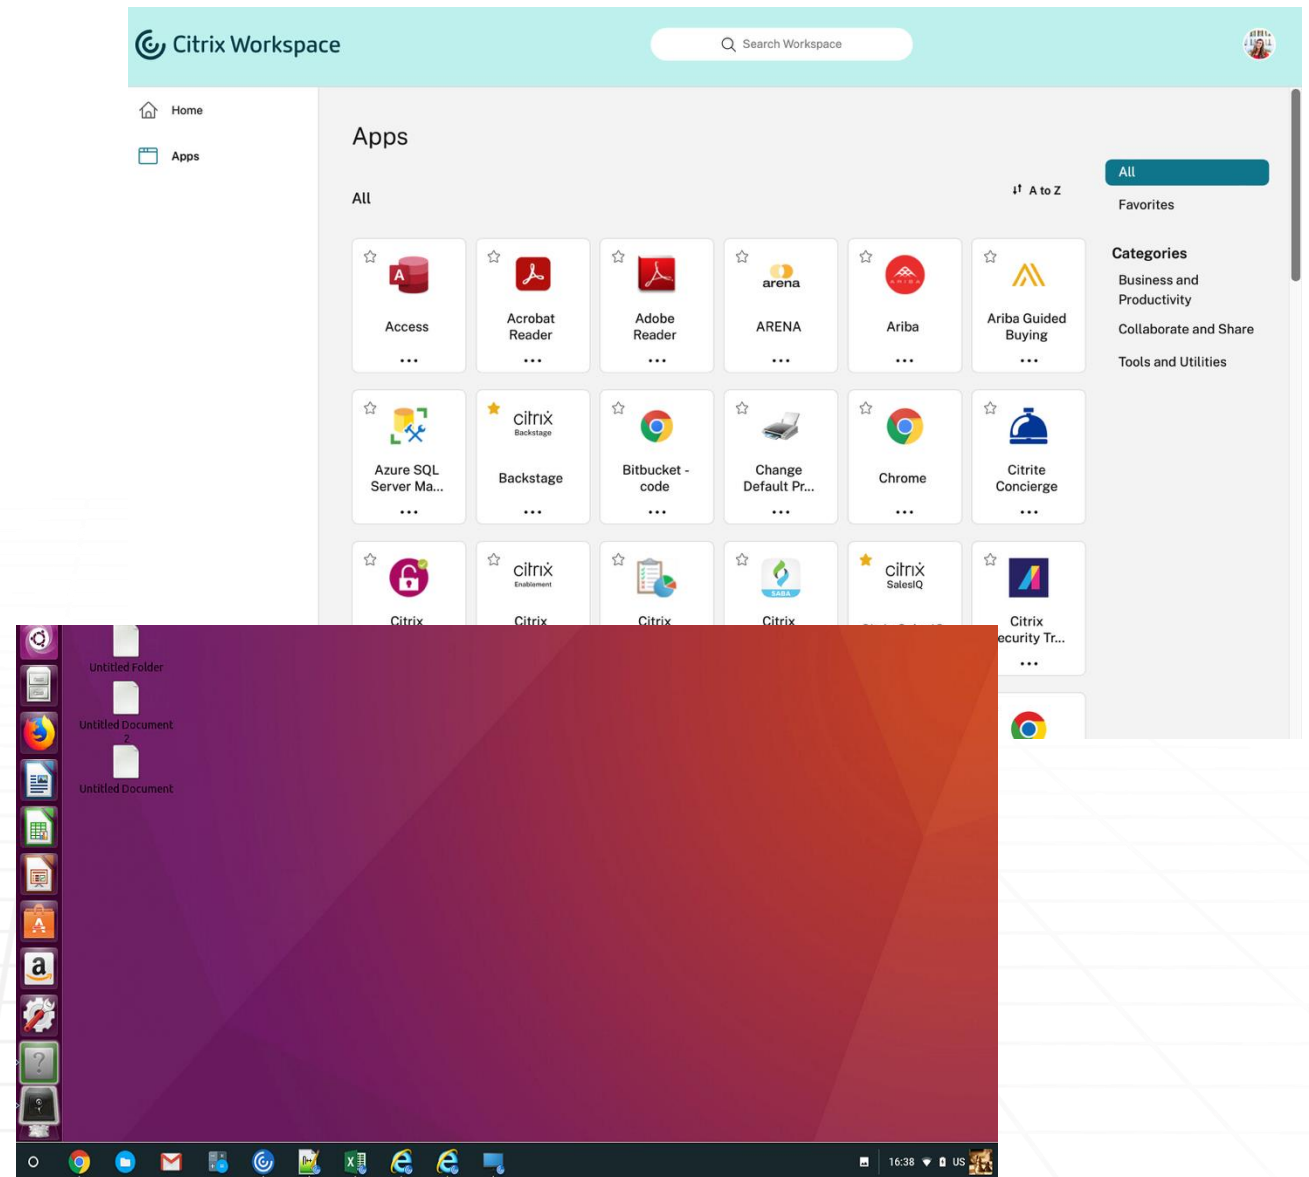 Citrix Workspace
Search Workspace
Home
Apps
Apps
All
A to Z
All
Favorites
Categories
Business and
Productivity
Collaborate and Share
Tools and Utilities
A
arena
ARIBA
Access
Acrobat
Reader
Adobe
Reader
ARENA
Ariba
Ariba Guided
Buying
citrix
Backstage
Azure SQL
Server Ma...
Backstage
Bitbucket -
code
Change
Default Pr...
Chrome
Citrite
Concierge
citrix
Enablement
SABA
citrix
SalesIQ
Citrix
Citrix
Citrix
Citrix
Citrix
ecurity Tr...
Untitled Folder
Untitled Document
2
Untitled Document
A
a
?
16:38
US